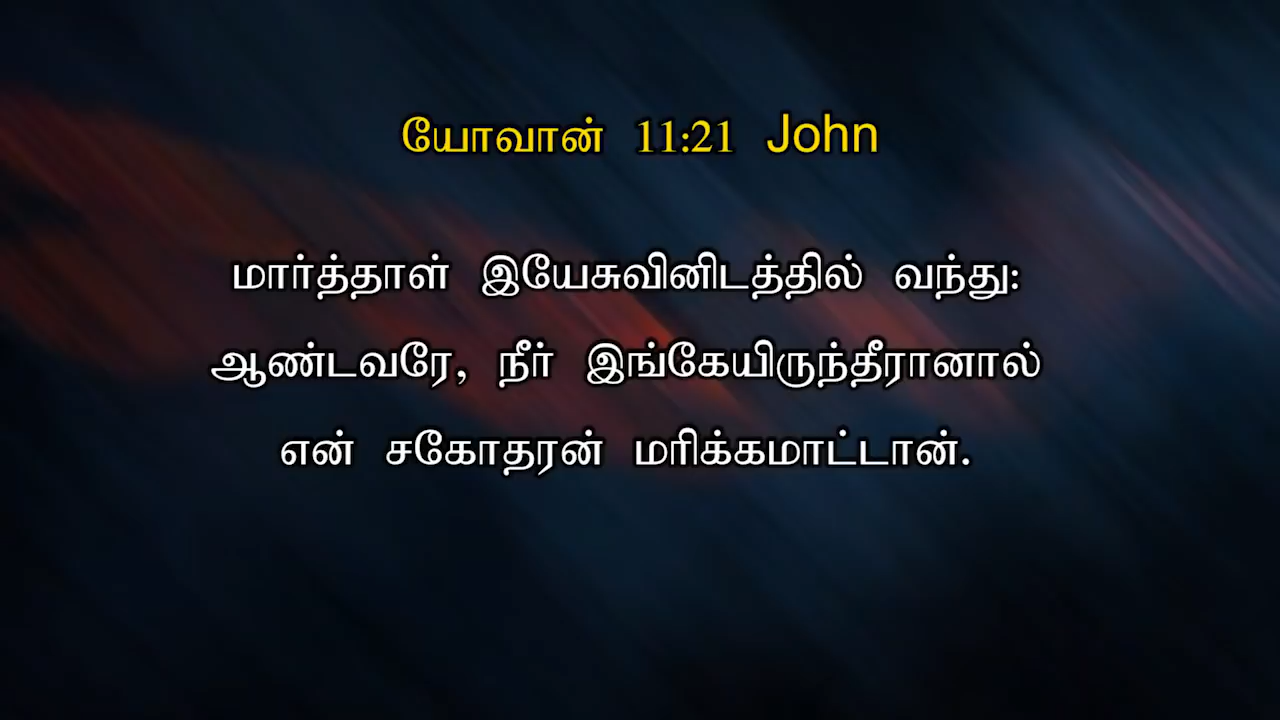 யோவான் 11:21 John
மார்த்தாள் இயேசுவினிடத்தில் வந்து:
ஆண்டவரே, நீர் இங்கேயிருந்தீரானால்
என் சகோதரன் மரிக்கமாட்டான்.